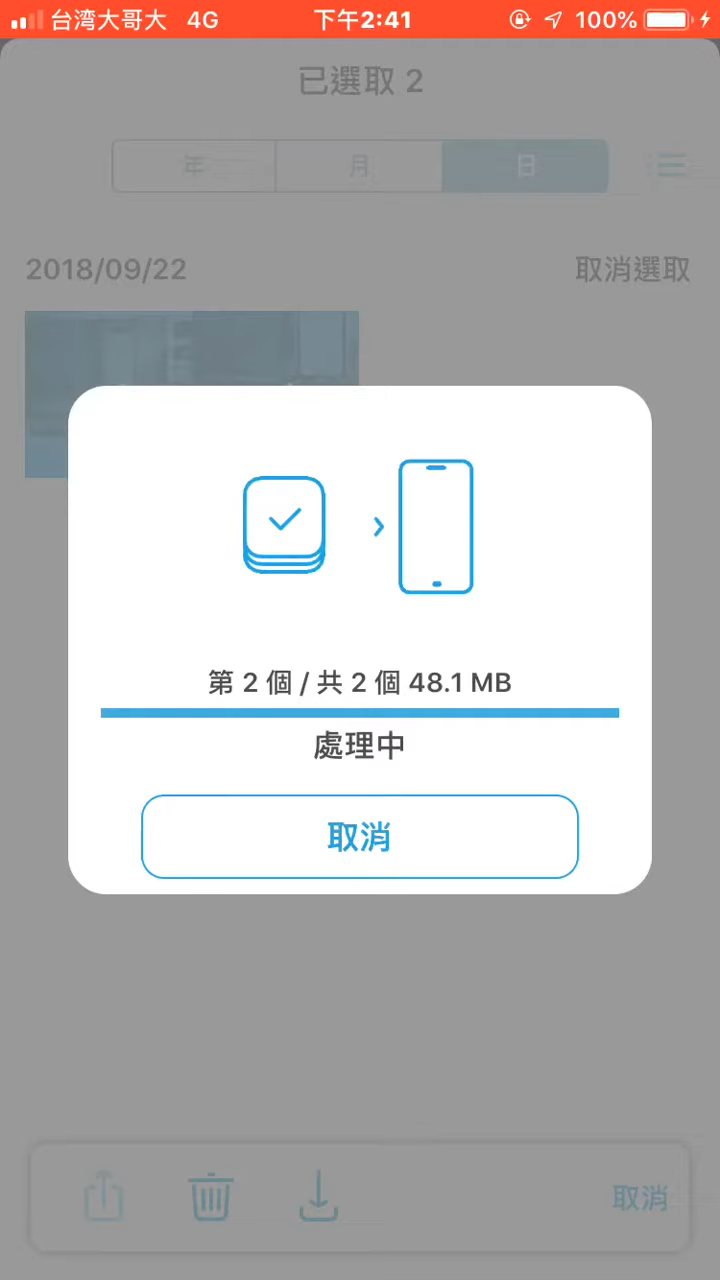 台湾大哥大 4G 下午2:41 100%
已選取 2
年 月 日
2018/09/22 取消選取
第 2 個 / 共 2 個 48.1 MB
處理中
取消
取消